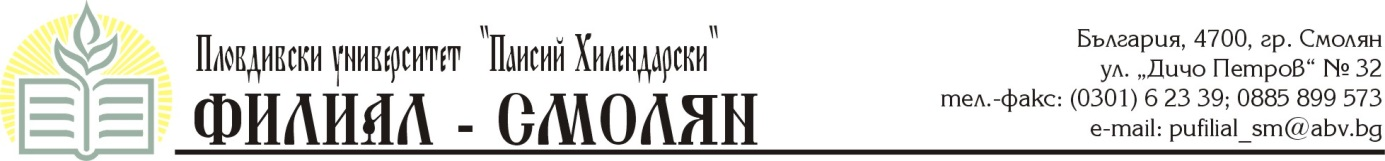 Пловдивски университет "Паисий Хилендарски"
ФИЛИАЛ - СМОЛЯН
България, 4700, гр. Смолян
ул. „Дичо Петров“ № 32
тел.-факс: (0301) 6 23 39; 0885 899 573
e-mail: pufilial_sm@abv.bg